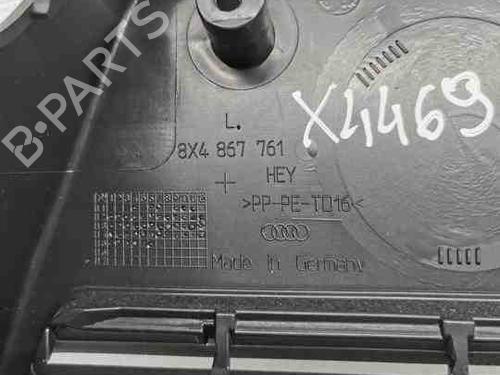 B-PARTS
X4469
L.
8X4 867 761
HEY
>PP-PE-TD16<
Made In Germany